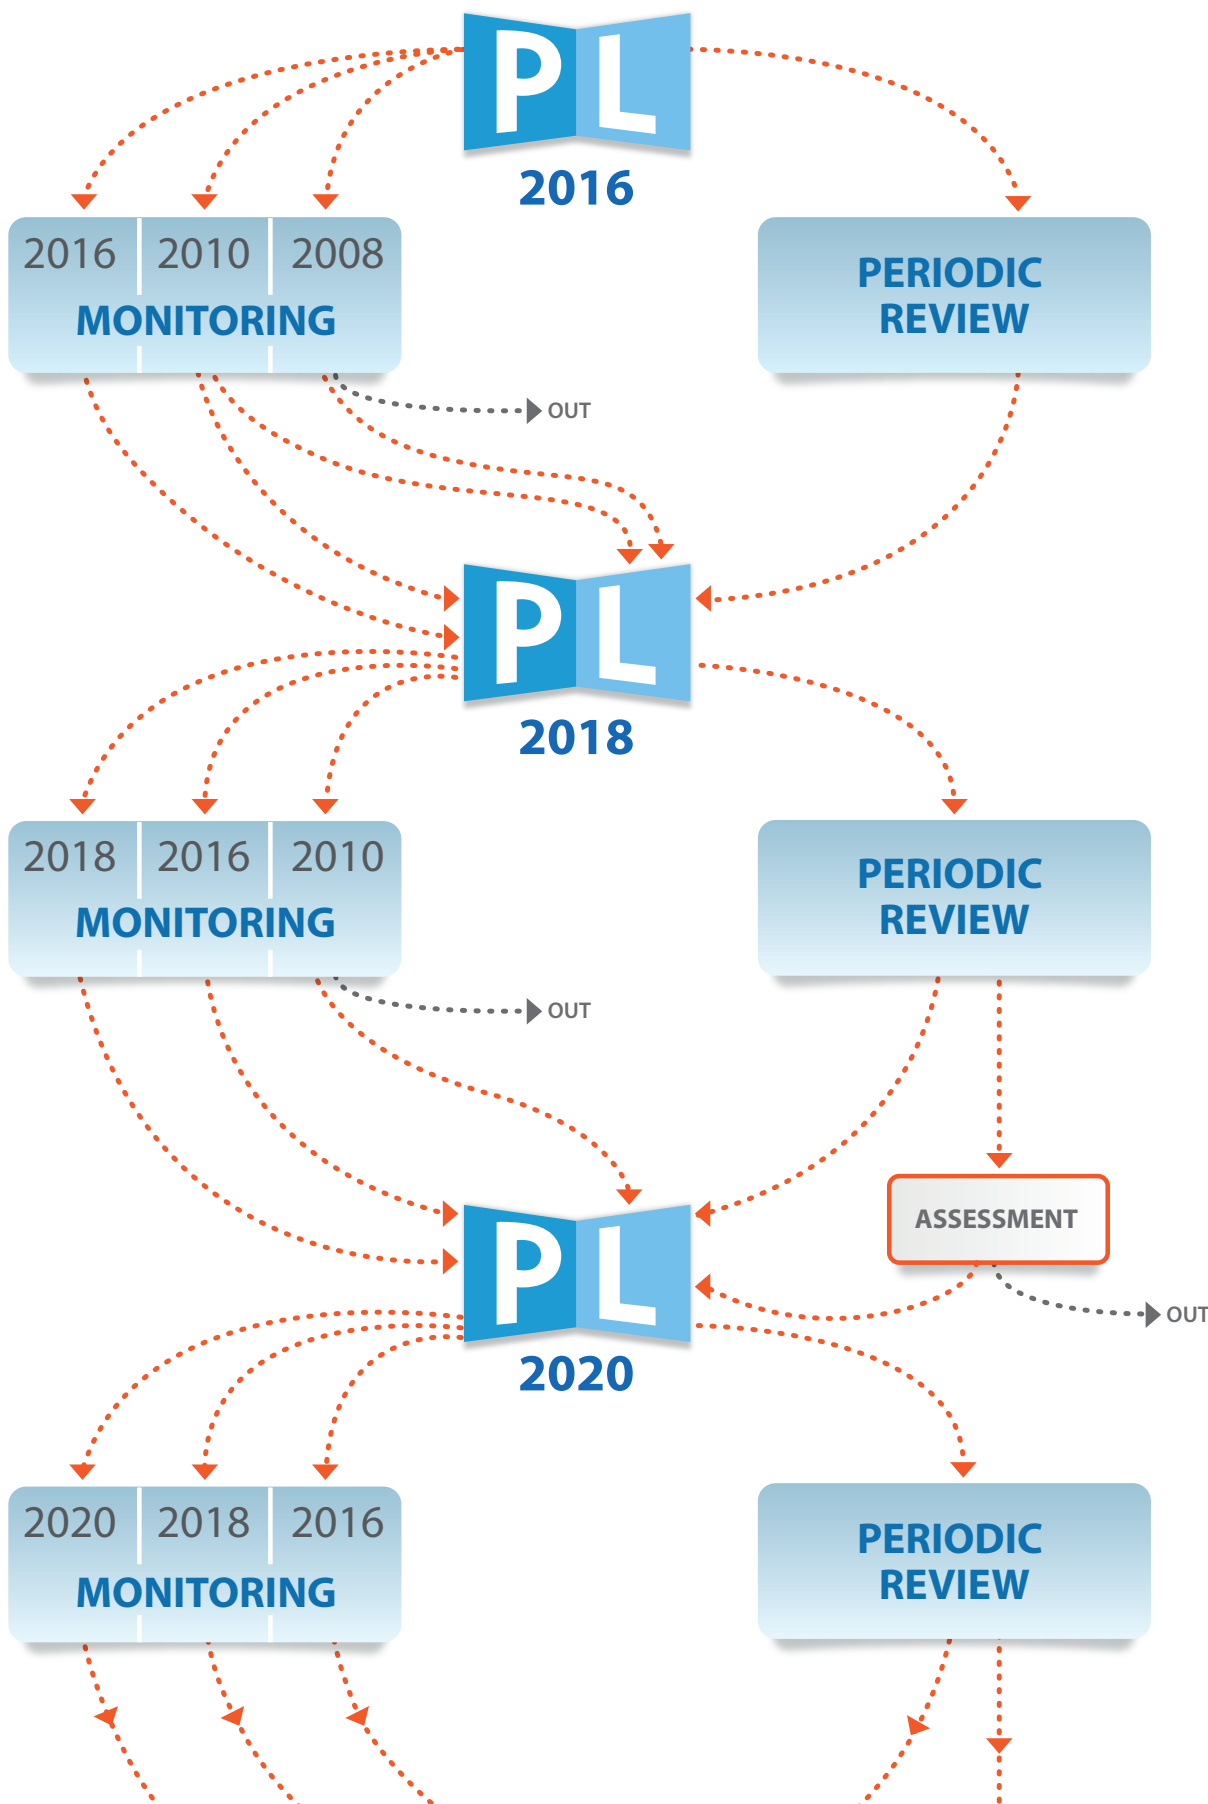 PL
2016
2016 2010 2008
MONITORING
PERIODIC
REVIEW
OUT
PL
2018
2018 2016 2010
MONITORING
PERIODIC
REVIEW
OUT
ASSESSMENT
OUT
PL
2020
2020 2018 2016
MONITORING
PERIODIC
REVIEW